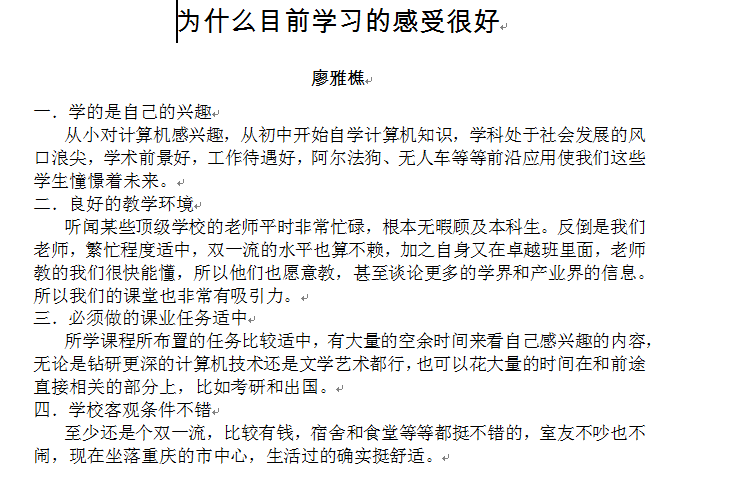 为什么目前学习的感受很好
廖雅樵
一．学的是自己的兴趣
从小对计算机感兴趣，从初中开始自学计算机知识，学科处于社会发展的风
口浪尖，学术前景好，工作待遇好，阿尔法狗、无人车等等前沿应用使我们这些
学生憧憬着未来。
二．良好的教学环境
听闻某些顶级学校的老师平时非常忙碌，根本无暇顾及本科生。反倒是我们
老师，繁忙程度适中，双一流的水平也算不赖，加之自身又在卓越班里面，老师
教的我们很快能懂，所以他们也愿意教，甚至谈论更多的学界和产业界的信息。
所以我们的课堂也非常有吸引力。
三．必须做的课业任务适中
所学课程所布置的任务比较适中，有大量的空余时间来看自己感兴趣的内容，
无论是钻研更深的计算机技术还是文学艺术都行，也可以花大量的时间在和前途
直接相关的部分上，比如考研和出国。
四．学校客观条件不错
至少还是个双一流，比较有钱，宿舍和食堂等等都挺不错的，室友不吵也不
闹，现在坐落重庆的市中心，生活过的确实挺舒适。